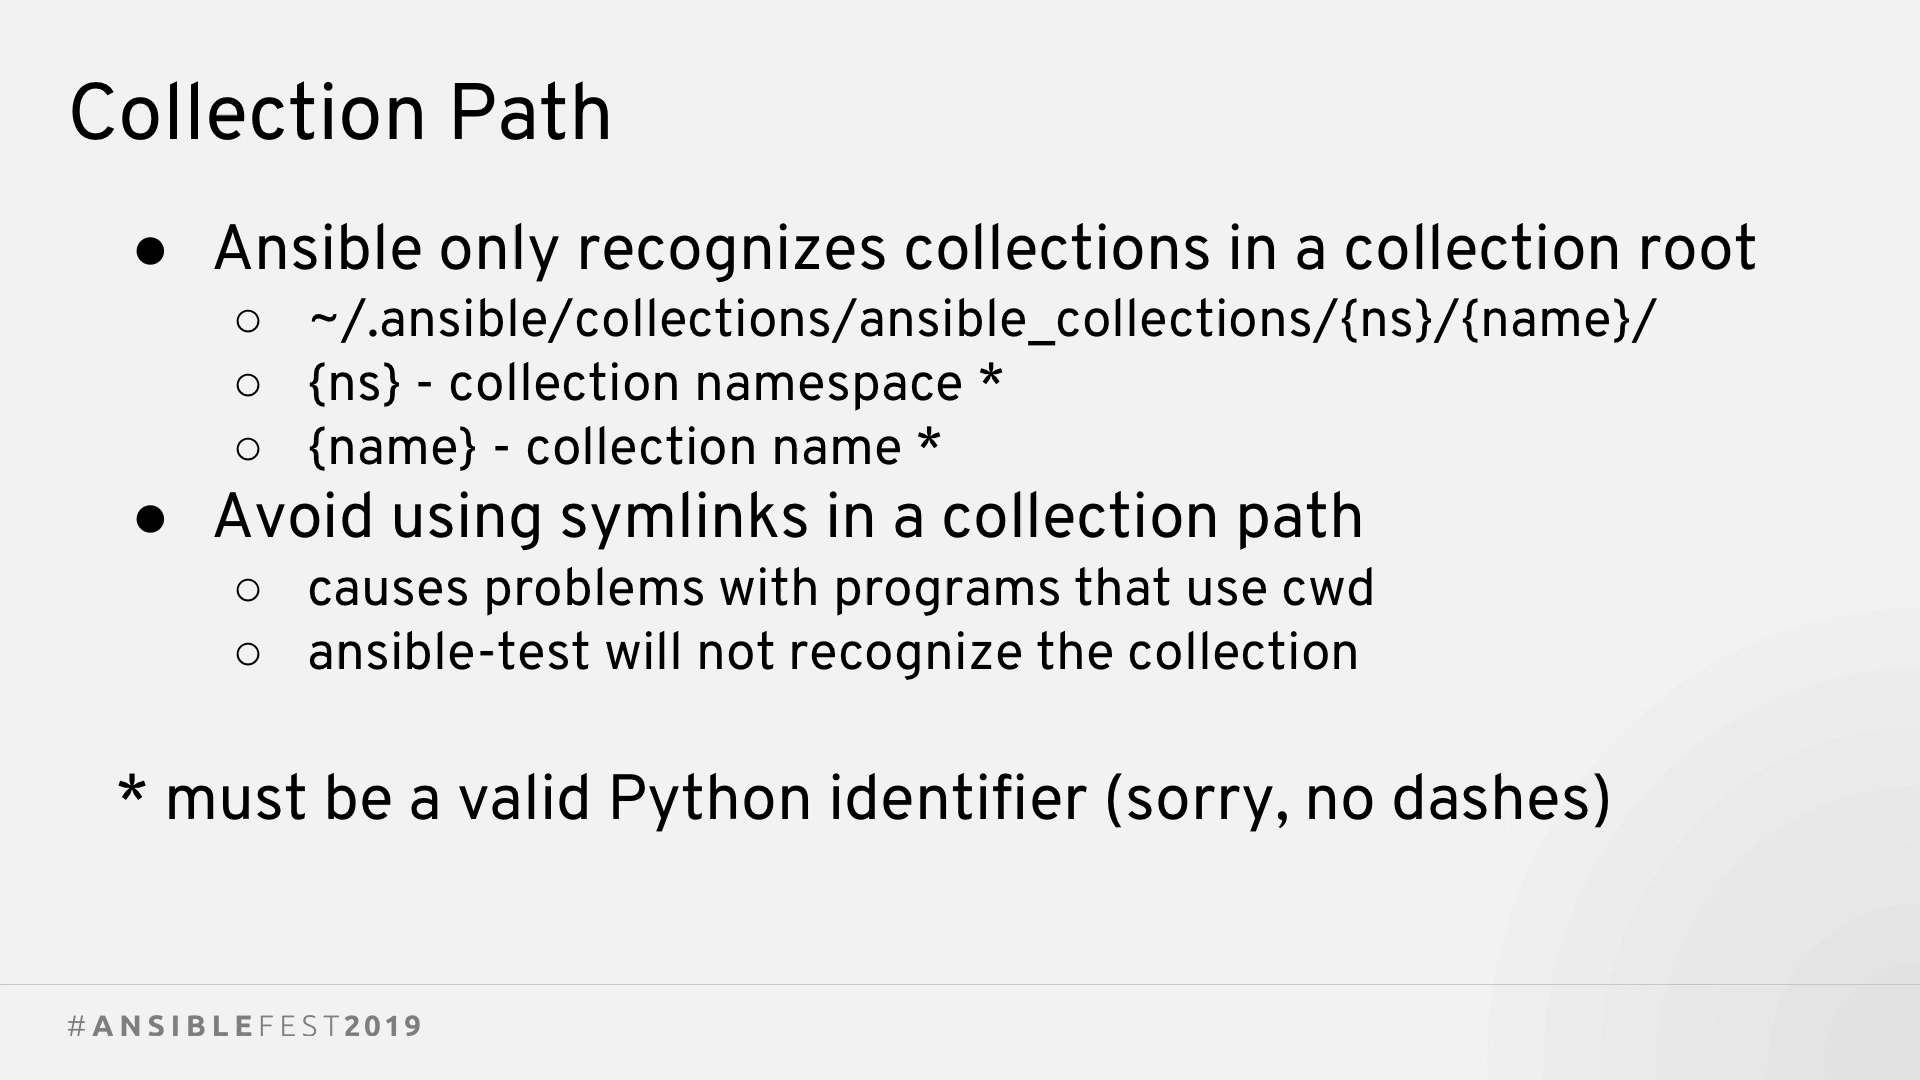 Collection Path
● Ansible only recognizes collections in a collection root
○ ~/.ansible/collections/ansible_collections/{ns}/{name}/
○ {ns} - collection namespace *
○ {name} - collection name *
● Avoid using symlinks in a collection path
○ causes problems with programs that use cwd
○ ansible-test will not recognize the collection
* must be a valid Python identifier (sorry, no dashes)
#ANSIBLEFEST2019